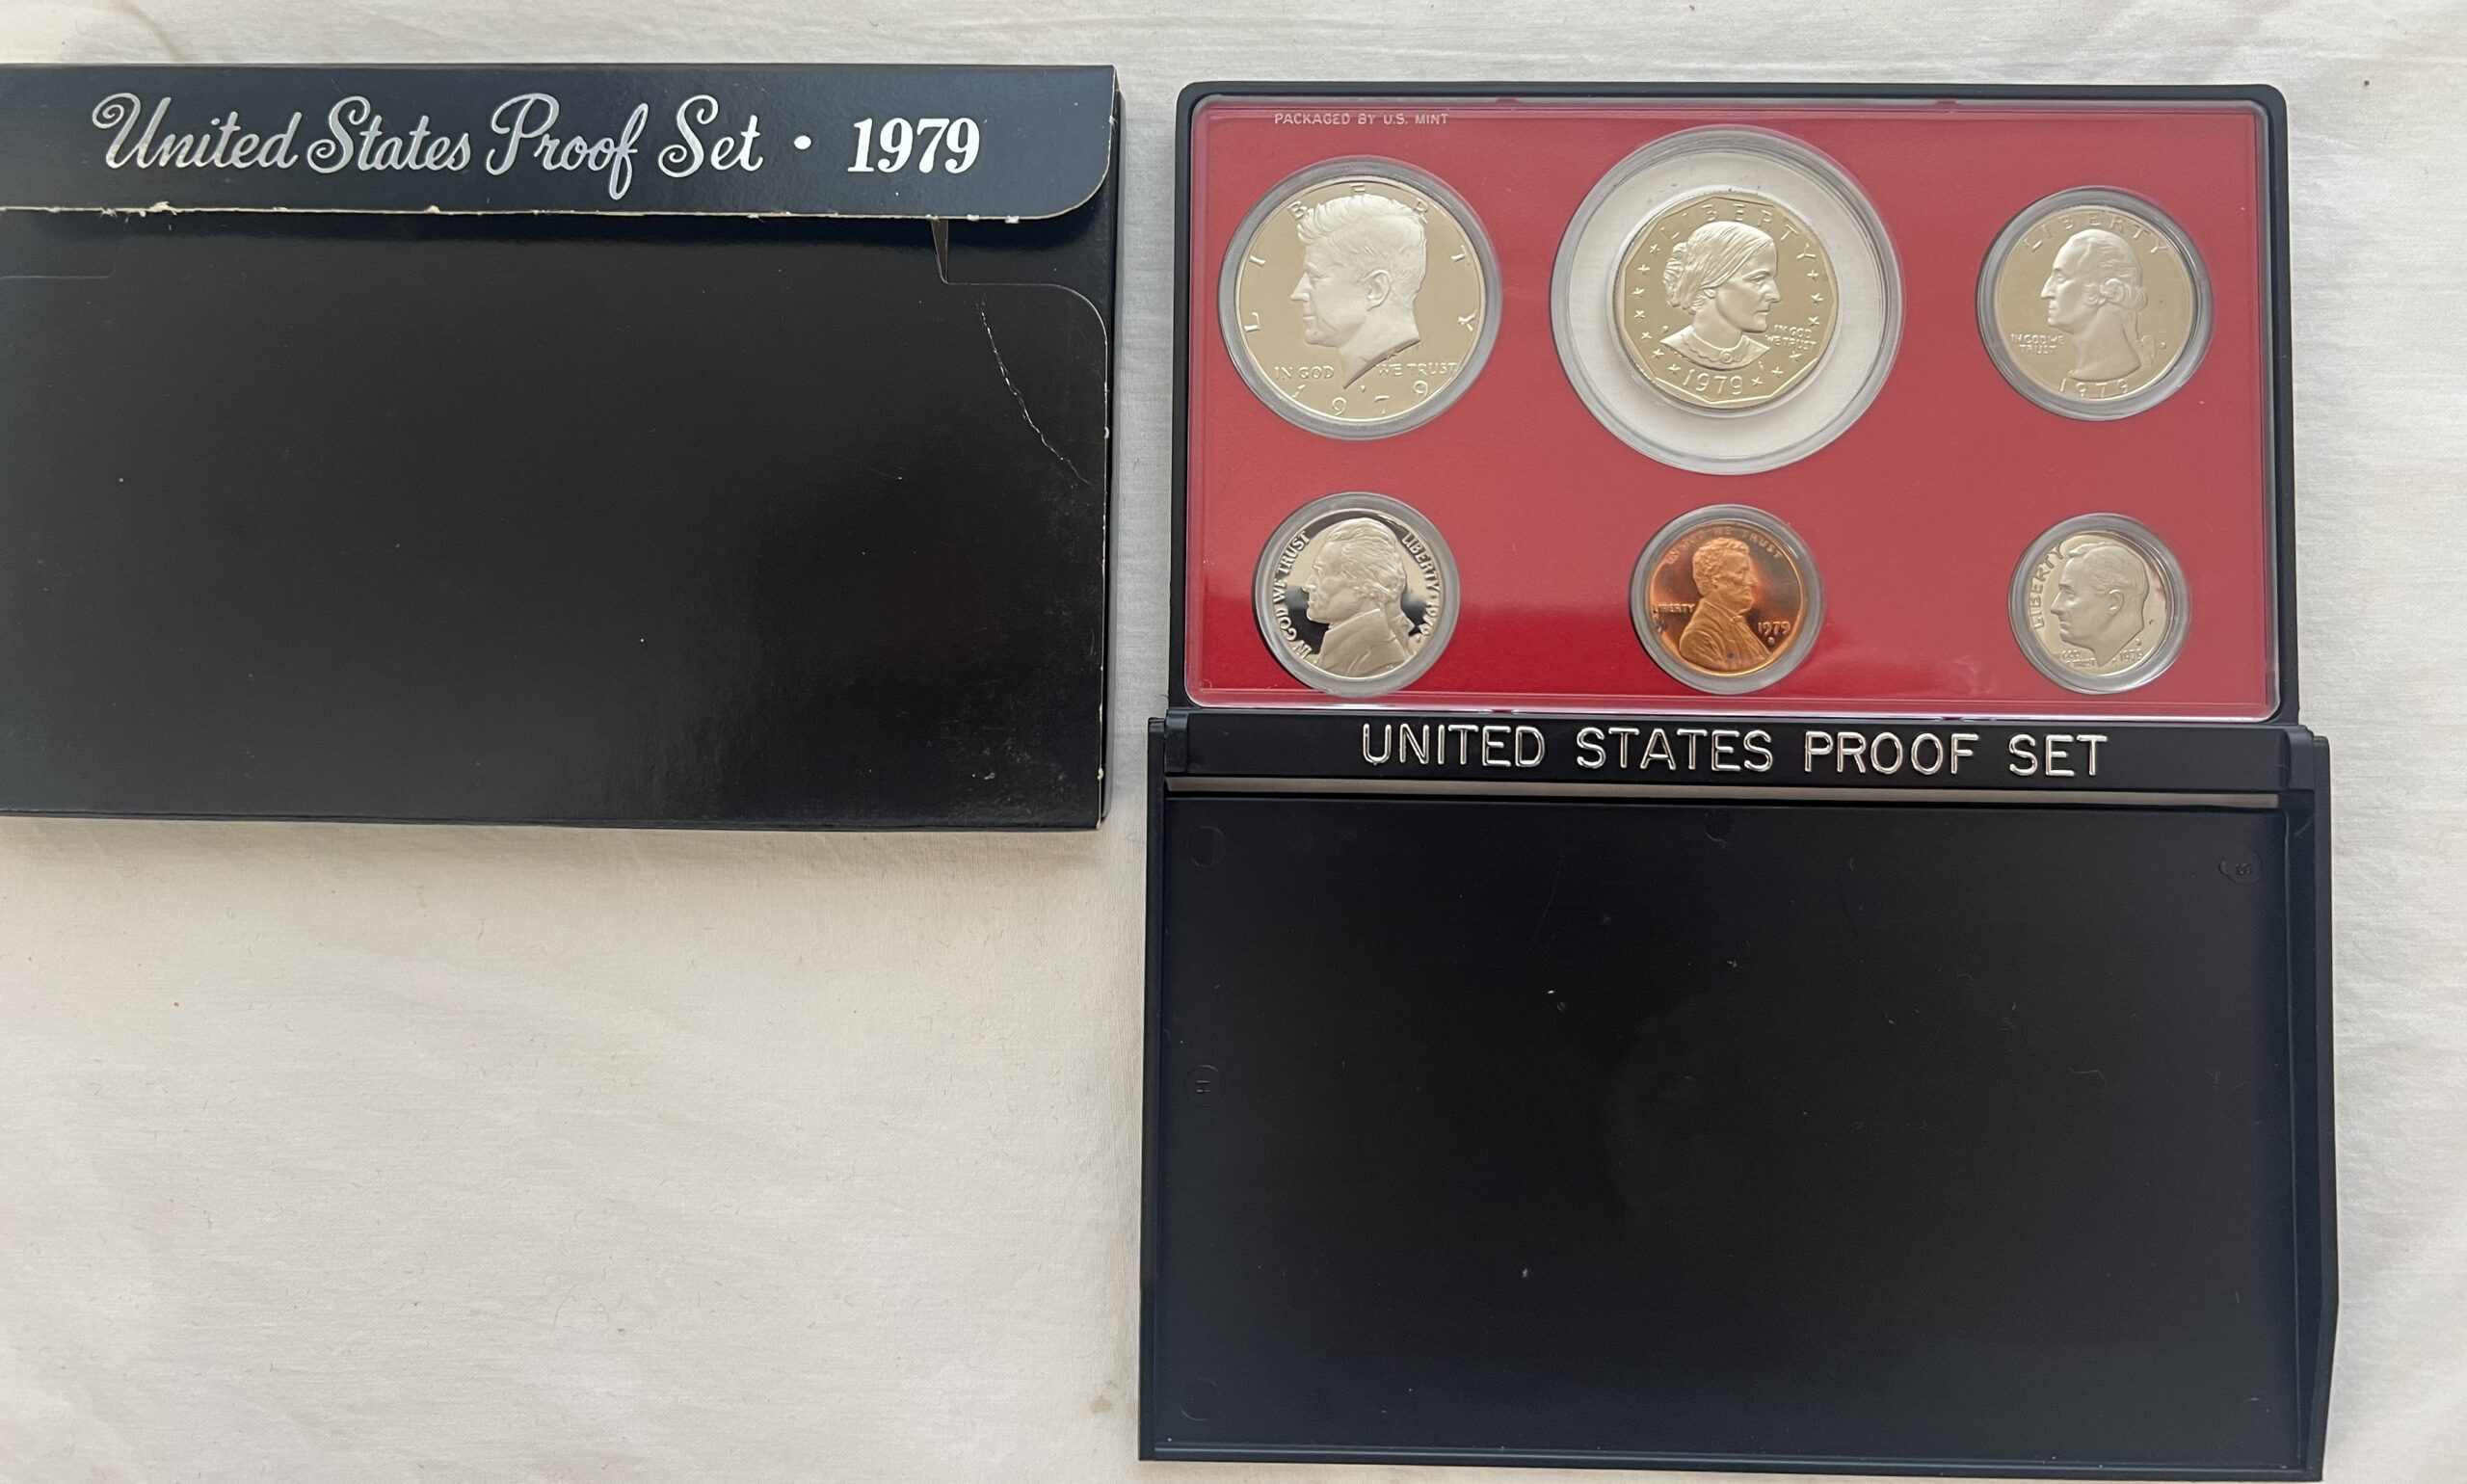 United States Proof Set • 1979
PACKAGED BY U.S. MINT
LIBERTY
IN GOD WE TRUST
1979
LIBERTY
IN GOD
WE TRUST
1979
LIBERTY
IN GOD WE
TRUST
1979
IN GOD WE TRUST
LIBERTY
1979
IN GOD WE TRUST
LIBERTY
1979
LIBERTY
1979
UNITED STATES PROOF SET